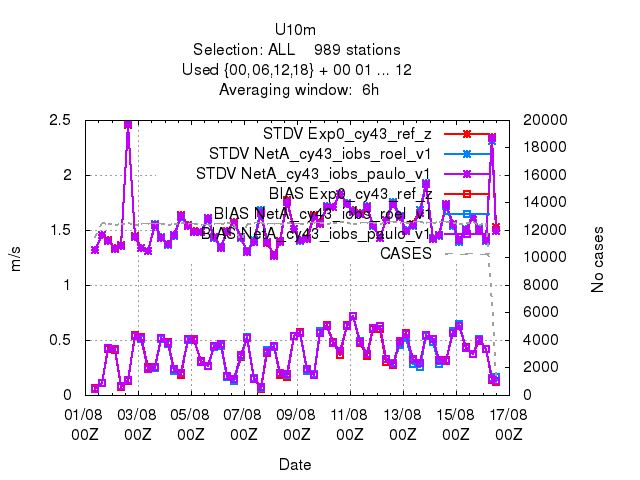 U10m
Selection: ALL 989 stations
Used {00,06,12,18} + 00 01 ... 12
Averaging window: 6h
2.5
2
1.5
1
0.5
0
m/s
20000
18000
16000
14000
12000
10000
8000
6000
4000
2000
0
No cases
STDV Exp0_cy43_ref_z
STDV NetA_cy43_iobs_roel_v1
STDV NetA_cy43_iobs_paulo_v1
BIAS Exp0_cy43_ref_z
BIAS NetA_cy43_iobs_roel_v1
BIAS NetA_cy43_iobs_paulo_v1
CASES
01/08 03/08 05/08 07/08 09/08 11/08 13/08 15/08 17/08
00Z 00Z 00Z 00Z 00Z 00Z 00Z 00Z 00Z
Date